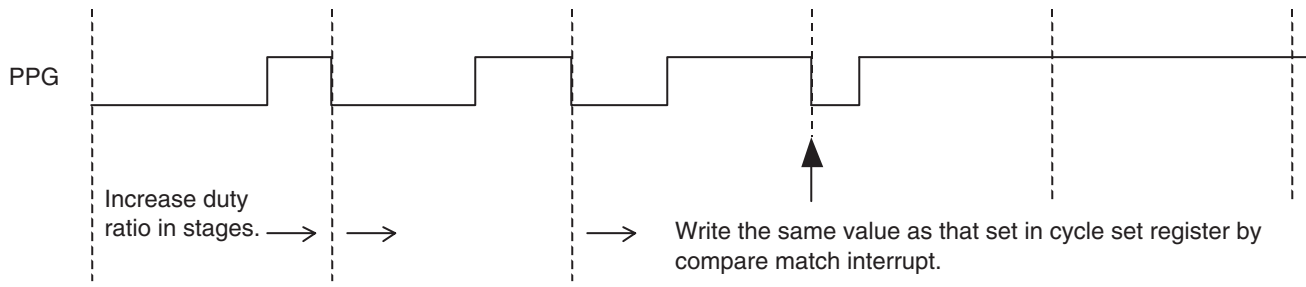 PPG
Increase duty
ratio in stages.
Write the same value as that set in cycle set register by
compare match interrupt.